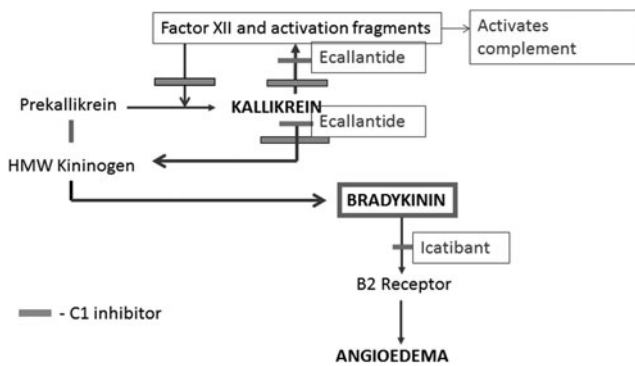 Factor XII and activation fragments
Activates
complement
Ecallantide
Prekallikrein
KALLIKREIN
Ecallantide
HMW Kininogen
BRADYKININ
Icatibant
B2 Receptor
- C1 inhibitor
ANGIOEDEMA